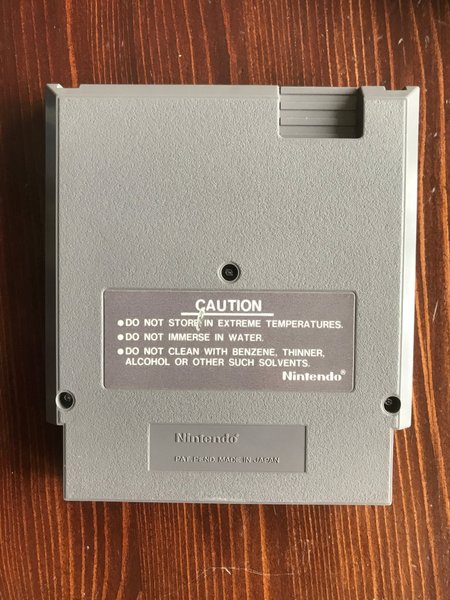 CAUTION
●DO NOT STORE IN EXTREME TEMPERATURES.
●DO NOT IMMERSE IN WATER.
●DO NOT CLEAN WITH BENZENE, THINNER,
ALCOHOL OR OTHER SUCH SOLVENTS.
Nintendo®
Nintendo®
PAT. PEND MADE IN JAPAN